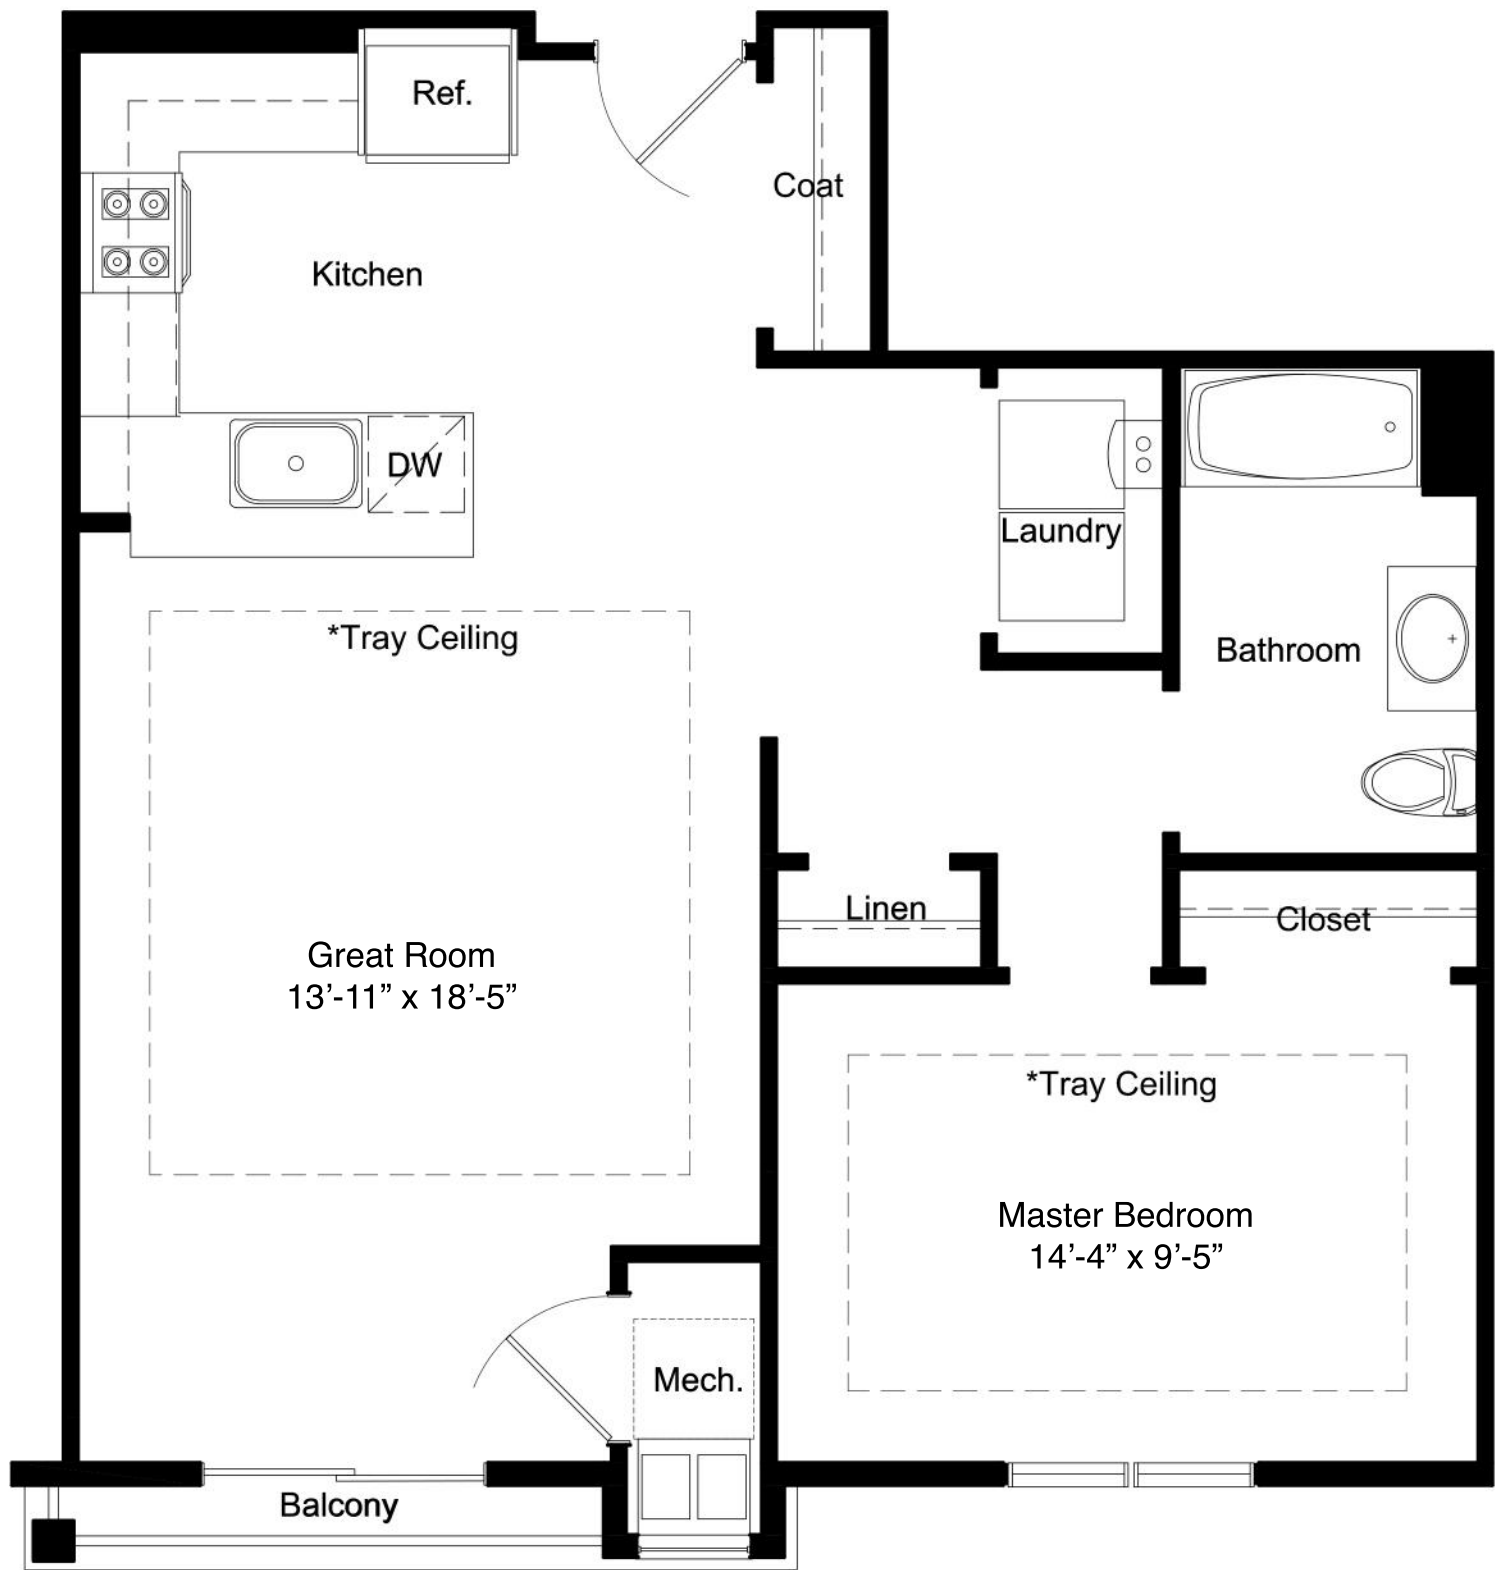 Ref.
Coat
Kitchen
DW
Laundry
*Tray Ceiling
Bathroom
Linen
Closet
Great Room
13’-11” x 18’-5”
*Tray Ceiling
Master Bedroom
14’-4” x 9’-5”
Mech.
Balcony